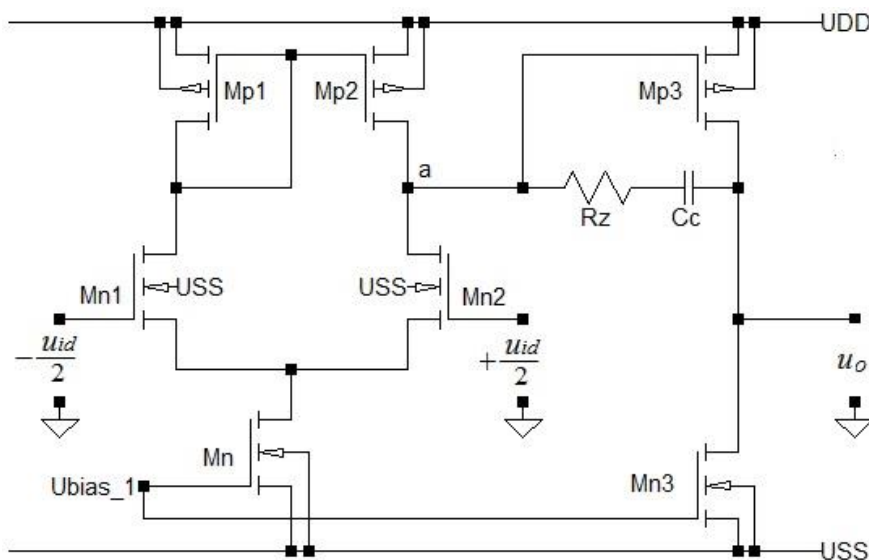 UDD
Mp1
Mp2
Mp3
a
Rz
Cc
Mn1
USS
USS
Mn2
-uid/2
+uid/2
uo
Mn
Ubias_1
Mn3
USS